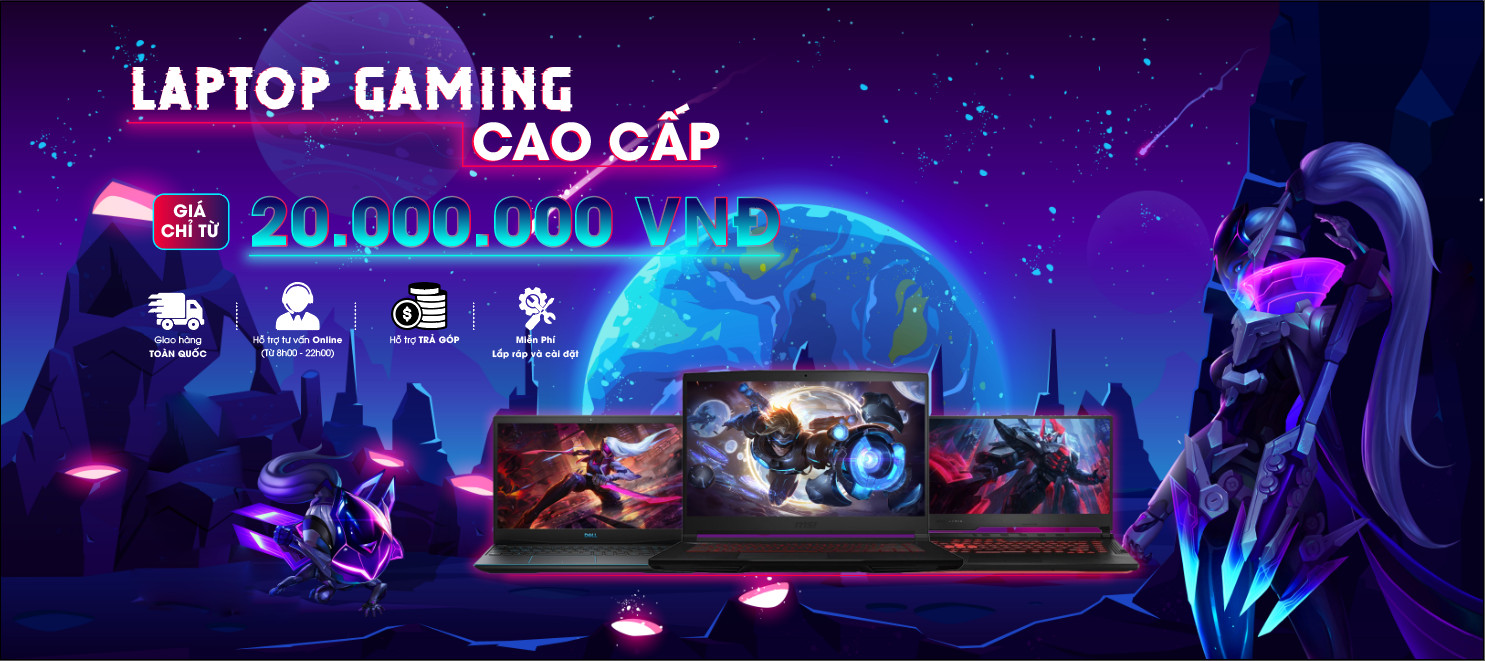 LAPTOP GAMING
CAO CẤP
GIÁ
CHỈ TỪ
20.000.000 VNĐ
Giao hàng
TOÀN QUỐC
Hỗ trợ tư vấn Online
(Từ 8h00 - 22h00)
Hỗ trợ TRẢ GÓP
Miễn Phí
Lắp ráp và cài đặt
DELL